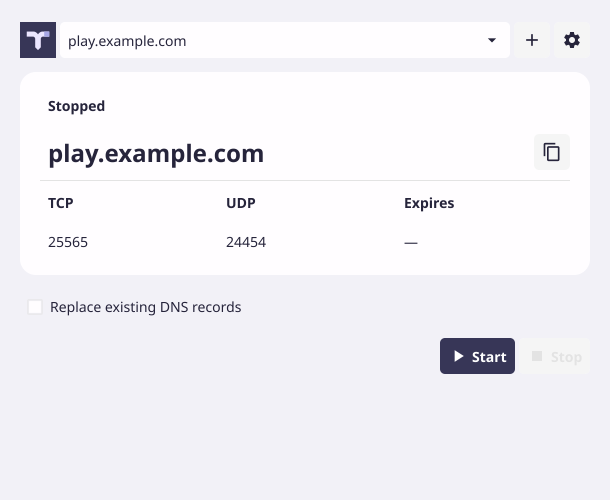 play.example.com
Stopped
play.example.com
TCP UDP Expires
25565 24454 —
Replace existing DNS records
Start Stop